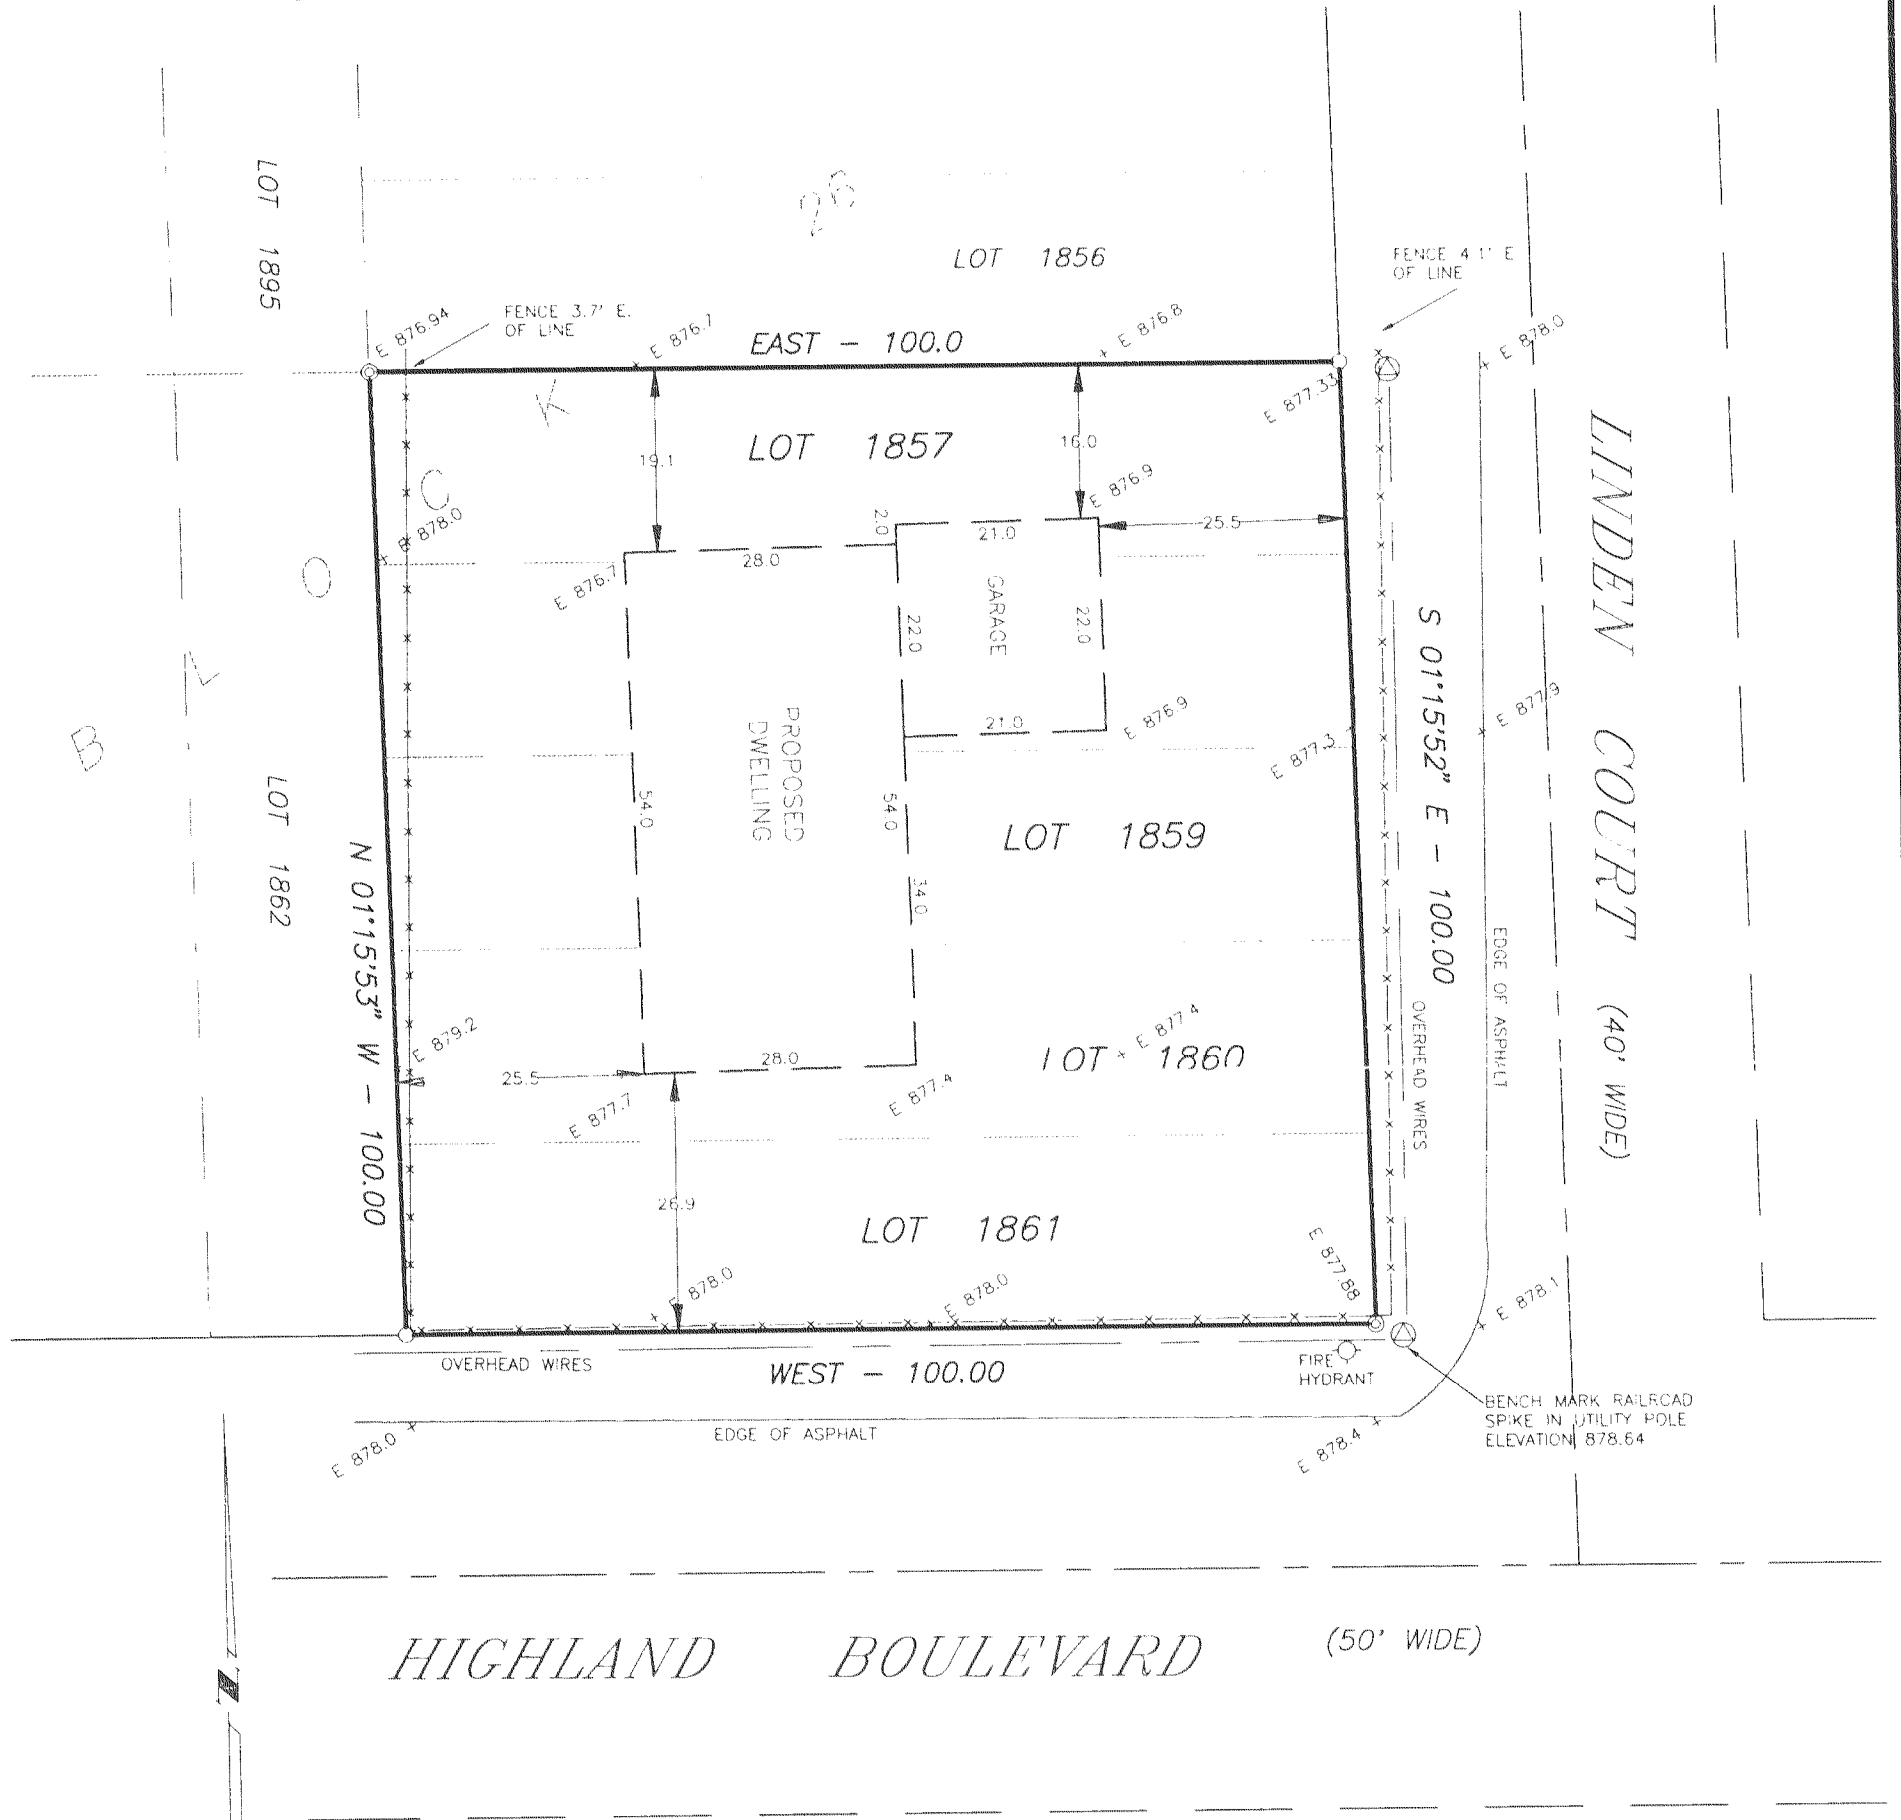 LOT 1895
26
LOT 1856
FENCE 4.1' E
OF LINE
FENCE 3.7' E.
OF LINE
E 876.94
E 876.1
EAST - 100.0
E 876.8
E 878.0
E 877.33
K
LOT 1857
19.1
16.0
C
E 878.0
E 876.9
2.0
21.0
25.5
28.0
E 876.7
O
GARAGE
22.0
22.0
LINDEN COURT (40' WIDE)
S 01°15'52" E - 100.00
L
B
21.0
E 876.9
E 877.9
E 877.3
PROPOSED
DWELLING
54.0
54.0
LOT 1859
LOT 1862
34.0
N 01°15'53" W - 100.00
EDGE OF ASPHALT
OVERHEAD WIRES
E 879.2
E 877.4
LOT 1860
28.0
25.5
E 877.7
E 877.4
26.9
LOT 1861
E 877.88
E 878.0
E 878.0
E 878.1
OVERHEAD WIRES
WEST - 100.00
FIRE
HYDRANT
BENCH MARK RAILROAD
SPIKE IN UTILITY POLE
ELEVATION 878.64
E 878.0
EDGE OF ASPHALT
E 878.4
HIGHLAND BOULEVARD (50' WIDE)
N